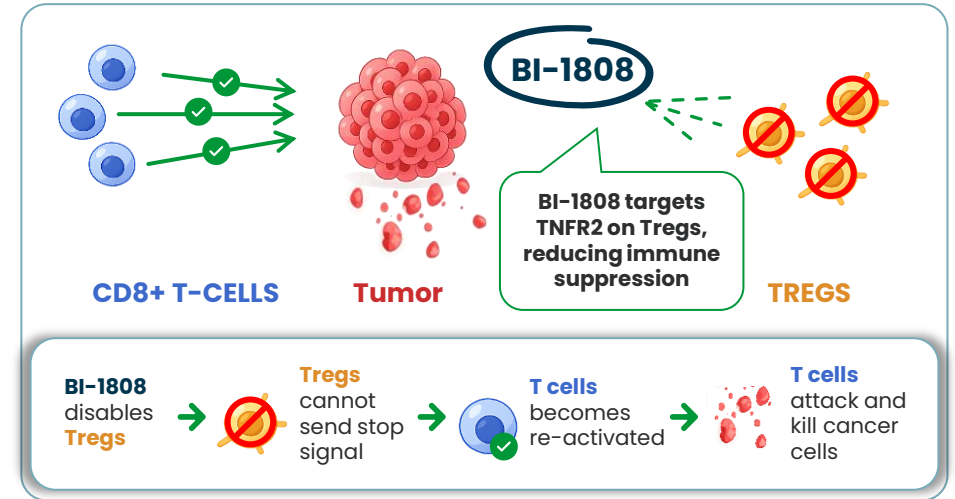 BI-1808
BI-1808 targets
TNFR2 on Tregs,
reducing immune
suppression
CD8+ T-CELLS
Tumor
TREGS
BI-1808
disables
Tregs
Tregs
cannot
send stop
signal
T cells
becomes
re-activated
T cells
attack and
kill cancer
cells